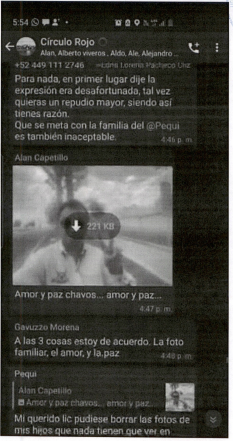 5:54
Círculo Rojo
Alan, Alberto viveros, Aldo, Ale, Alejandro ...
+52 449 111 2746
Para nada, en primer lugar dije la
expresión era desafortunada, tal vez
quieras un repudio mayor, siendo así
tienes razón.
Que se meta con la familia del @Pequi
es también inaceptable.
4:46 p. m.
Alan Capetillo
221 KB
Amor y paz chavos... amor y paz...
4:47 p. m.
Gavuzzo Morena
A las 3 cosas estoy de acuerdo. La foto
familiar, el amor, y la paz
4:48 p. m.
Pequi
Alan Capetillo
Amor y paz chavos... amor y paz...
Mi querido lic pudiese borrar las fotos de
mis hijos que nada tienen que ver en